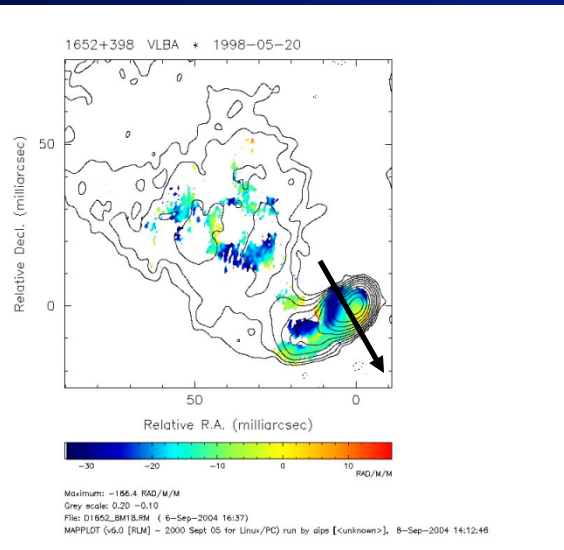 1652+398 VLBA * 1998-05-20
50
0
Relative Decl. (milliarcsec)
50 0
Relative R.A. (milliarcsec)
-30 -20 -10 0 10
RAD/M/M
Maximum: -166.4 RAD/M/M
Grey scale: 0.20 -0.10
File: D1652_BM1B.RM ( 6-Sep-2004 16:37)
MAPPLOT (v6.0 [RLM] - 2000 Sept 05 for Linux/PC) run by aips [<unknown>], 8-Sep-2004 14:12:46